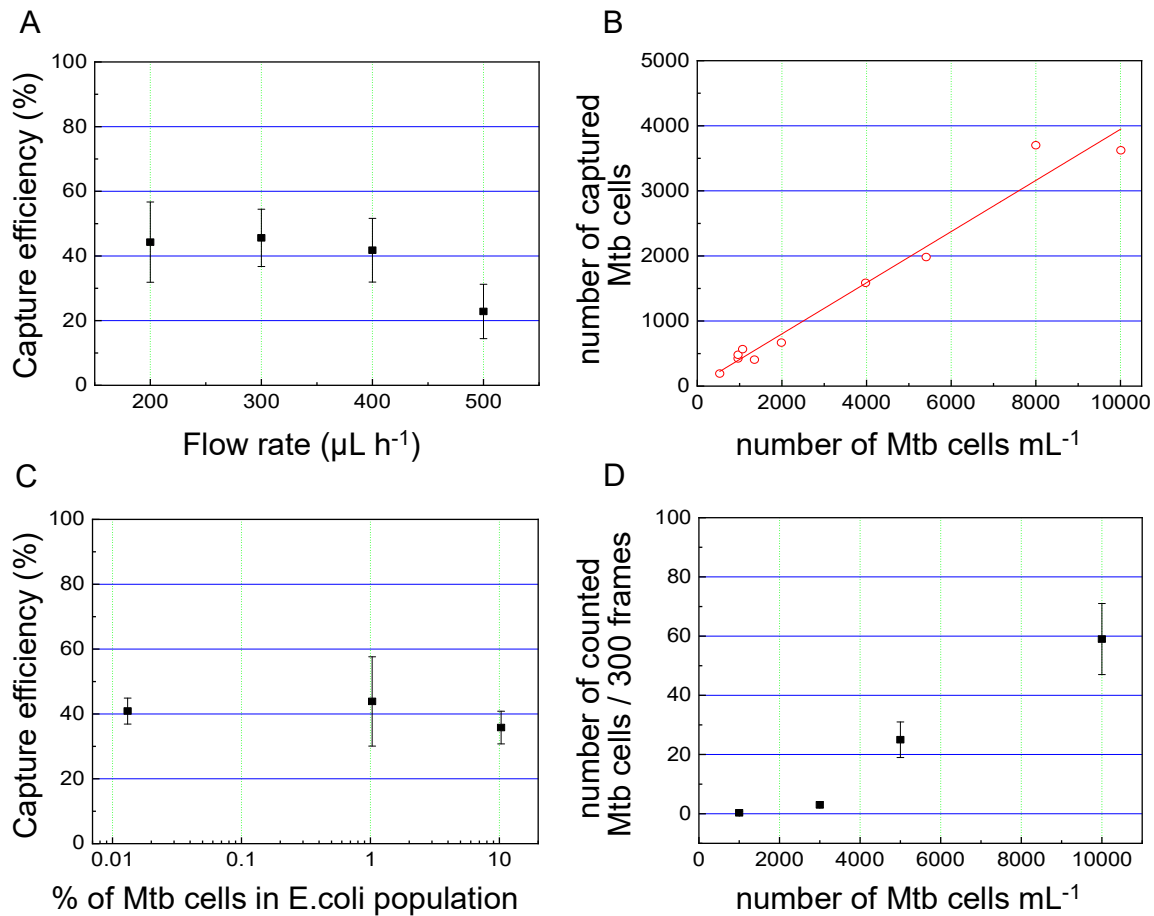 A
Capture efficiency (%)
100
80
60
40
20
0
200 300 400 500
Flow rate (µL h⁻¹)
B
number of captured
Mtb cells
5000
4000
3000
2000
1000
0
0 2000 4000 6000 8000 10000
number of Mtb cells mL⁻¹
C
Capture efficiency (%)
100
80
60
40
20
0
0.01 0.1 1 10
% of Mtb cells in E.coli population
D
number of counted
Mtb cells / 300 frames
100
80
60
40
20
0
0 2000 4000 6000 8000 10000
number of Mtb cells mL⁻¹